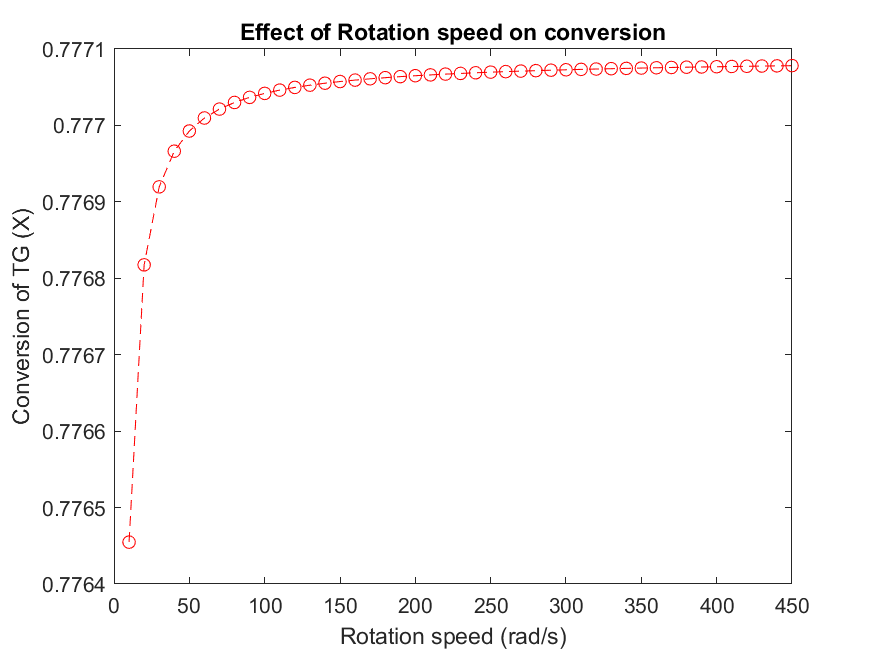 Effect of Rotation speed on conversion
0.7771
0.777
0.7769
0.7768
0.7767
0.7766
0.7765
0.7764
Conversion of TG (X)
0 50 100 150 200 250 300 350 400 450
Rotation speed (rad/s)